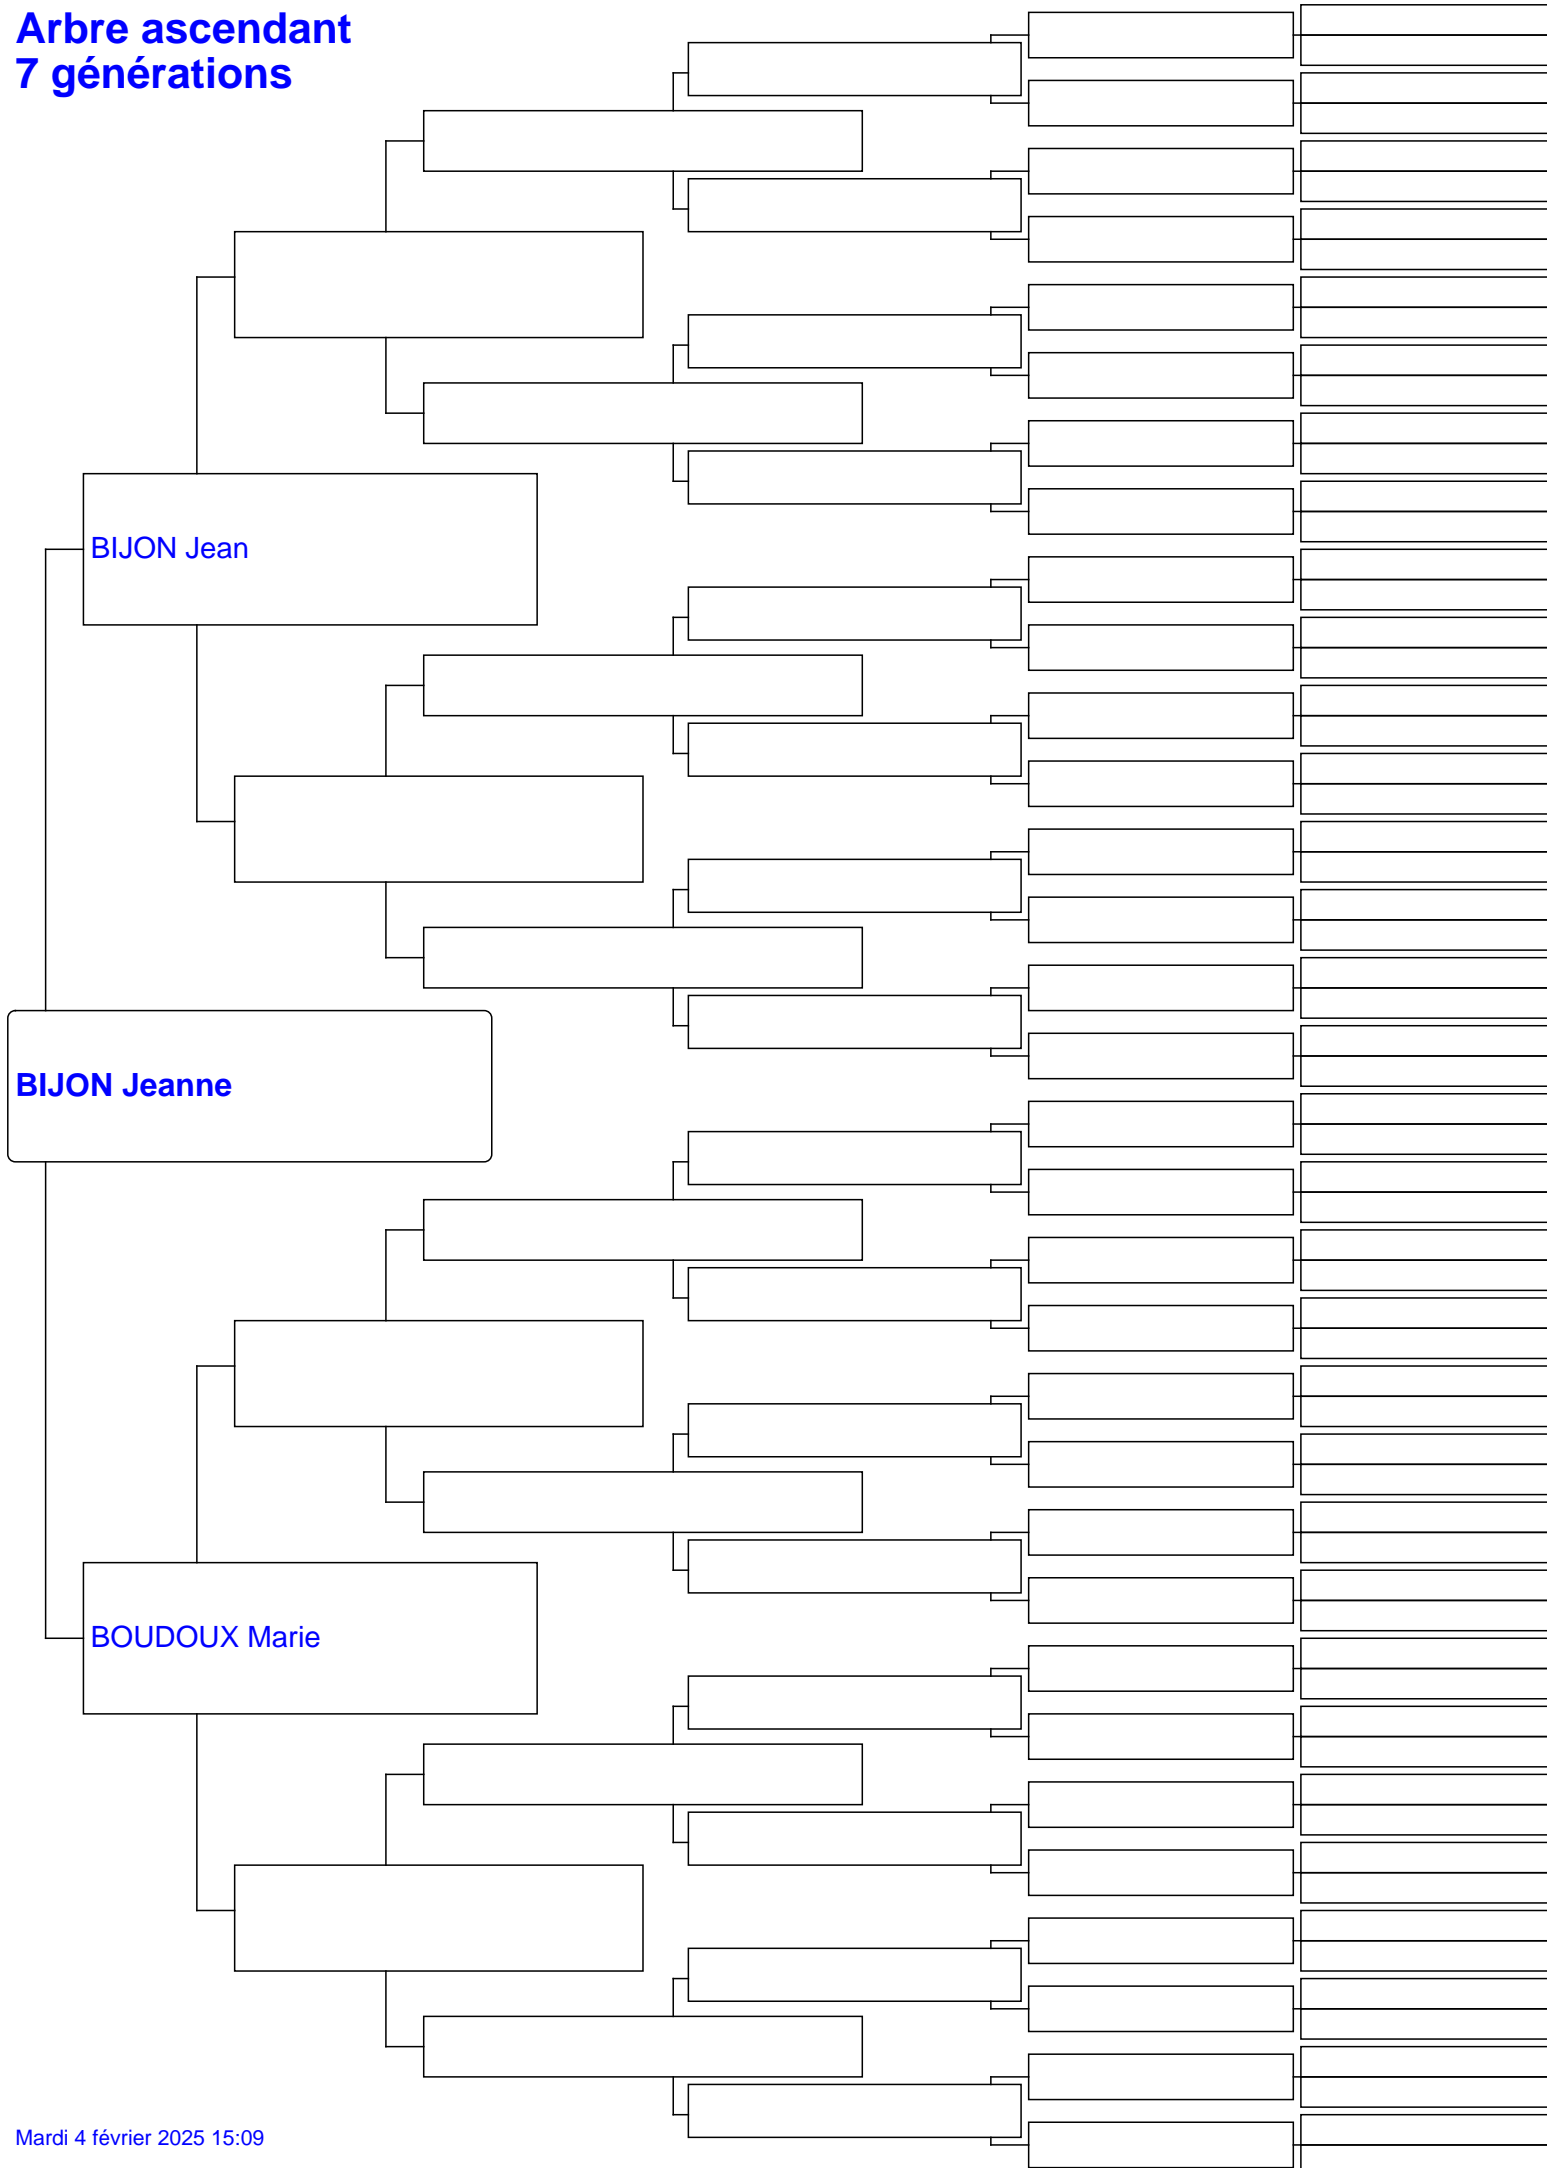 Arbre ascendant
7 générations
BIJON Jean
BIJON Jeanne
BOUDOUX Marie
Mardi 4 février 2025 15:09